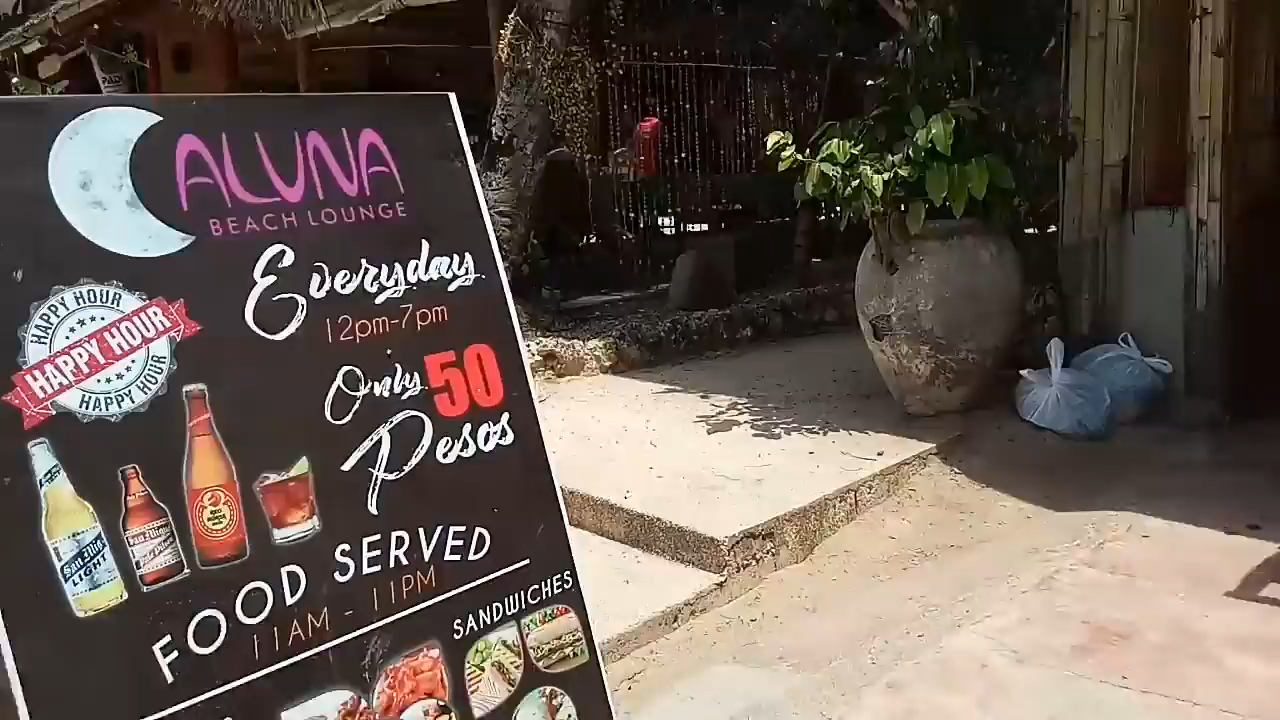 ALUNA
BEACH LOUNGE
Everyday
12pm-7pm
HAPPY HOUR
HAPPY HOUR
HAPPY HOUR
Only 50
Pesos
San Miguel
LIGHT
San Miguel
FOOD SERVED
11AM - 11PM
SANDWICHES